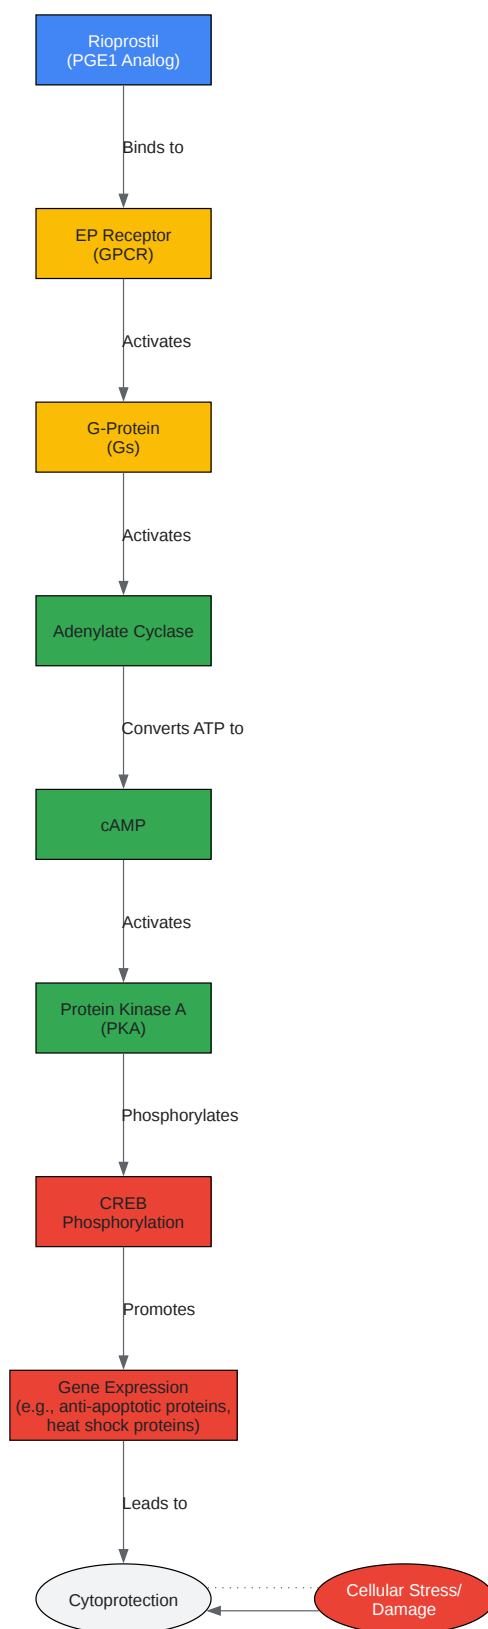 Rioprostil
(PGE1 Analog)
Binds to
EP Receptor
(GPCR)
Activates
G-Protein
(Gs)
Activates
Adenylate Cyclase
Converts ATP to
cAMP
Activates
Protein Kinase A
(PKA)
Phosphorylates
CREB
Phosphorylation
Promotes
Gene Expression
(e.g., anti-apoptotic proteins,
heat shock proteins)
Leads to
Cytoprotection
Cellular Stress/
Damage